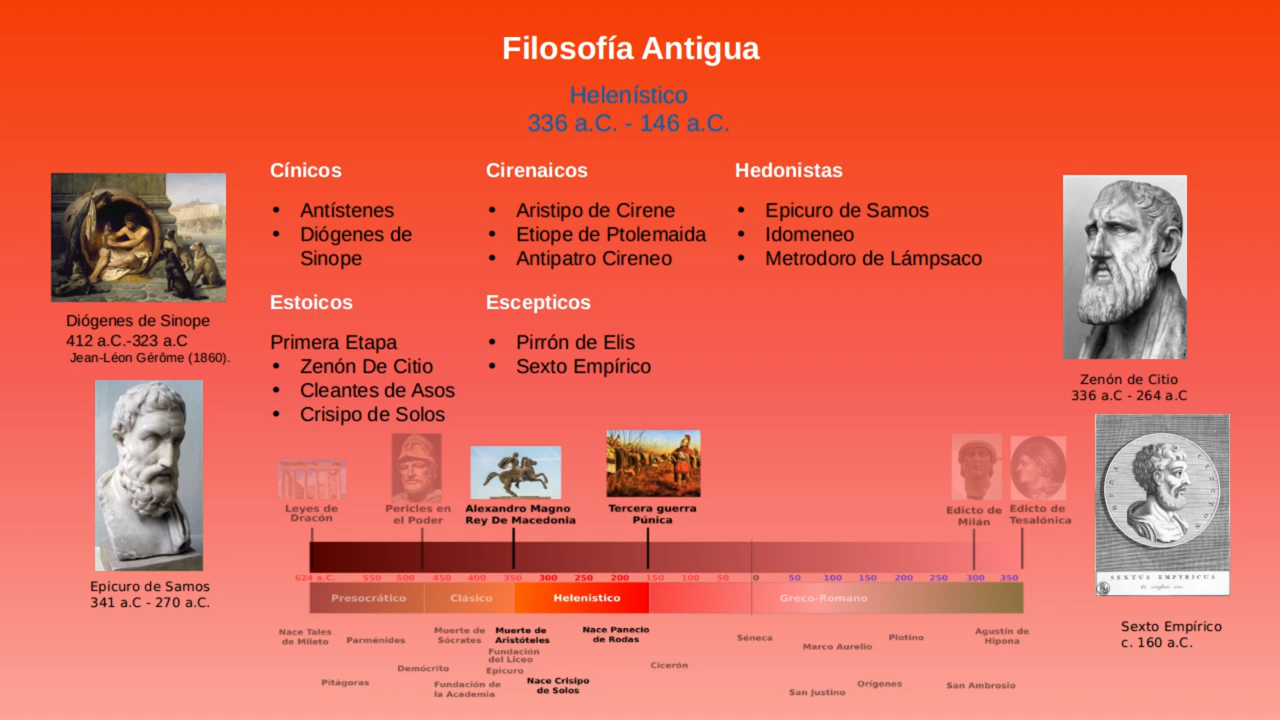 Filosofía Antigua
Helenístico
336 a.C. - 146 a.C.
Cínicos
• Antístenes
• Diógenes de
Sinope
Cirenaicos
• Aristipo de Cirene
• Etiope de Ptolemaida
• Antipatro Cireneo
Hedonistas
• Epicuro de Samos
• Idomeneo
• Metrodoro de Lámpsaco
Estoicos
Primera Etapa
• Zenón De Citio
• Cleantes de Asos
• Crisipo de Solos
Escepticos
• Pirrón de Elis
• Sexto Empírico
Diógenes de Sinope
412 a.C.-323 a.C
Jean-Léon Gérôme (1860).
Epicuro de Samos
341 a.C - 270 a.C.
Zenón de Citio
336 a.C - 264 a.C
SEXTUS EMPYRICUS
Sexto Empírico
c. 160 a.C.
Leyes de
Dracón
Pericles en
el Poder
Alexandro Magno
Rey De Macedonia
Tercera guerra
Púnica
Edicto de
Milán
Edicto de
Tesalónica
624 a.C. 550 500 450 400 350 300 250 200 150 100 50 0 50 100 150 200 250 300 350
Presocrático Clásico Helenistico Greco-Romano
Nace Tales
de Mileto
Parménides
Pitágoras
Demócrito
Muerte de
Sócrates
Fundación de
la Academia
Muerte de
Aristóteles
Fundación
del Liceo
Epicuro
Nace Crisipo
de Solos
Nace Panecio
de Rodas
Cicerón
Séneca
Marco Aurelio
San Justino
Plotino
Orígenes
Agustín de
Hipona
San Ambrosio